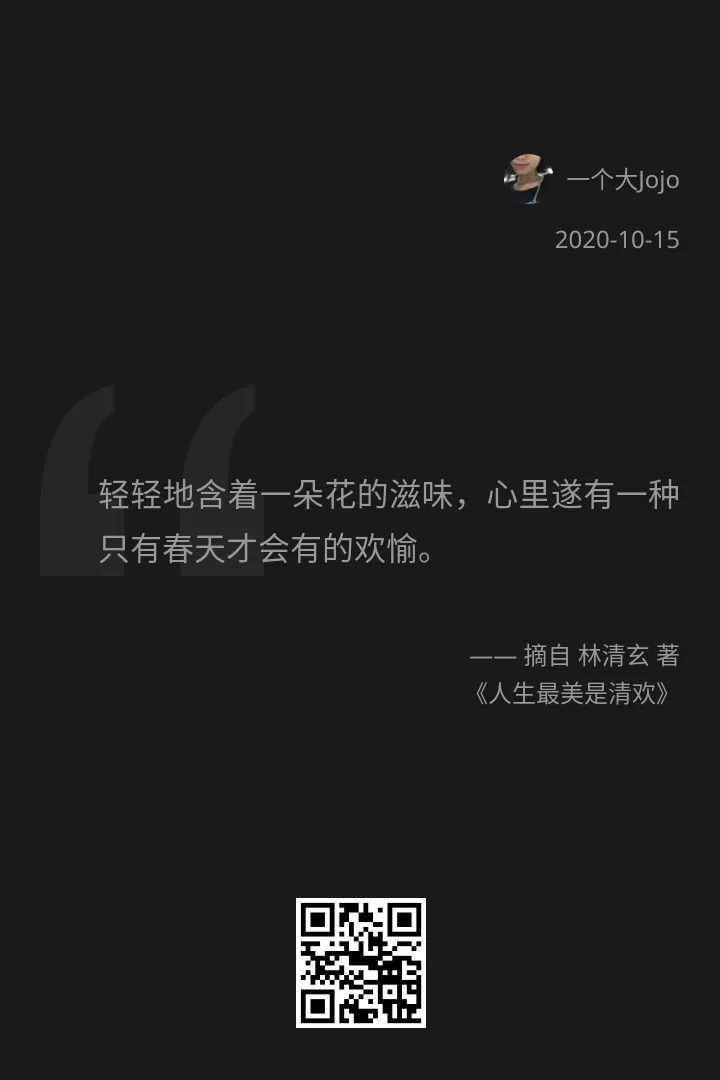 一个大Jojo
2020-10-15
轻轻地含着一朵花的滋味，心里遂有一种
只有春天才会有的欢愉。
—— 摘自 林清玄 著
《人生最美是清欢》